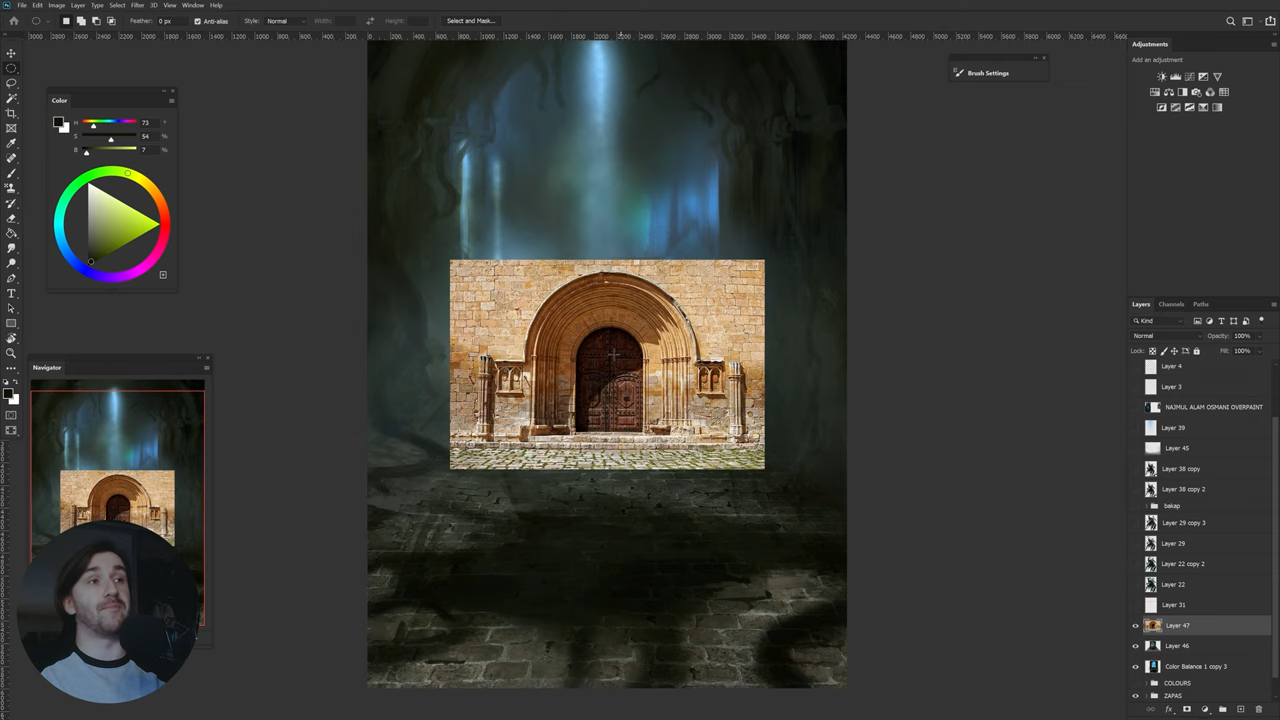 File Edit Image Layer Type Select Filter 3D View Window Help
Feather: 0 px Anti-alias Style: Normal Width: Height: Select and Mask...
Color
H 73 °
S 54 %
B 7 %
Navigator
Brush Settings
Adjustments
Add an adjustment
Layers Channels Paths
Kind
Normal Opacity: 100%
Lock: Fill: 100%
Layer 4
Layer 3
NAJMUL ALAM OSMANI OVERPAINT
Layer 39
Layer 45
Layer 38 copy
Layer 38 copy 2
bakap
Layer 29 copy 3
Layer 29
Layer 22 copy 2
Layer 22
Layer 31
Layer 47
Layer 46
Color Balance 1 copy 3
COLOURS
ZAPAS